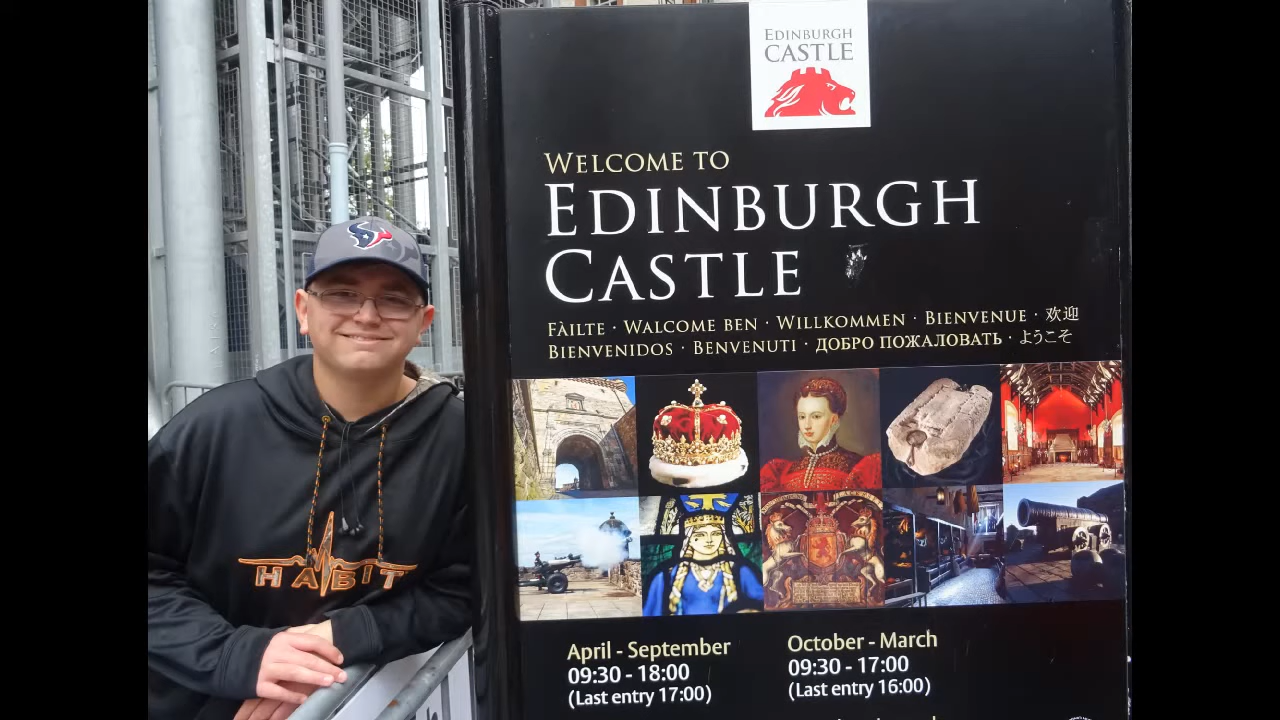 EDINBURGH
CASTLE
WELCOME TO
EDINBURGH
CASTLE
FÀILTE · WALCOME BEN · WILLKOMMEN · BIENVENUE · 欢迎
BIENVENIDOS · BENVENUTI · ДОБРО ПОЖАЛОВАТЬ · ようこそ
HABIT
April - September
09:30 - 18:00
(Last entry 17:00)
October - March
09:30 - 17:00
(Last entry 16:00)